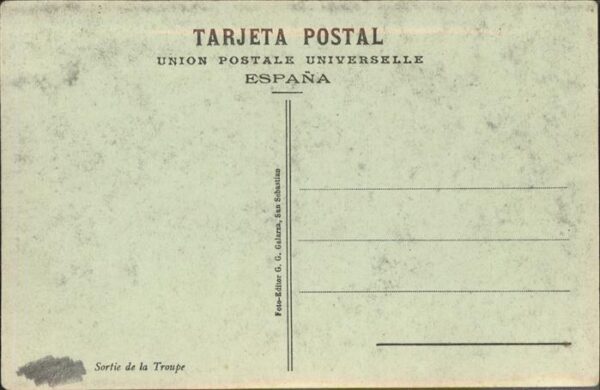 TARJETA POSTAL
UNION POSTALE UNIVERSELLE
ESPAÑA
Foto-Editor G. G. Galarza, San Sebastian
Sortie de la Troupe